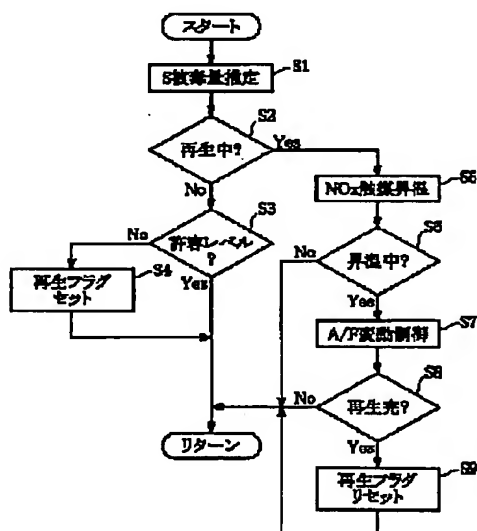 スタート
S1
S被毒量推定
S2
再生中?
Yes
No
S3
許容レベル
?
No
Yes
S4
再生フラグ
セット
NOx触媒昇温
S5
昇温中?
No
Yes
S7
A/F変動制御
S8
再生完?
No
Yes
S9
再生フラグ
リセット
リターン